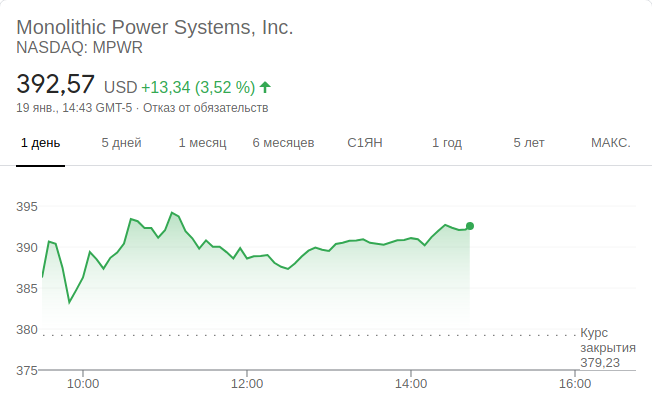 Monolithic Power Systems, Inc.
NASDAQ: MPWR
392,57 USD +13,34 (3,52 %)
19 янв., 14:43 GMT-5 · Отказ от обязательств
1 день 5 дней 1 месяц 6 месяцев С1ЯН 1 год 5 лет МАКС.
395
390
385
380
Курс
закрытия
379,23
375
10:00 12:00 14:00 16:00